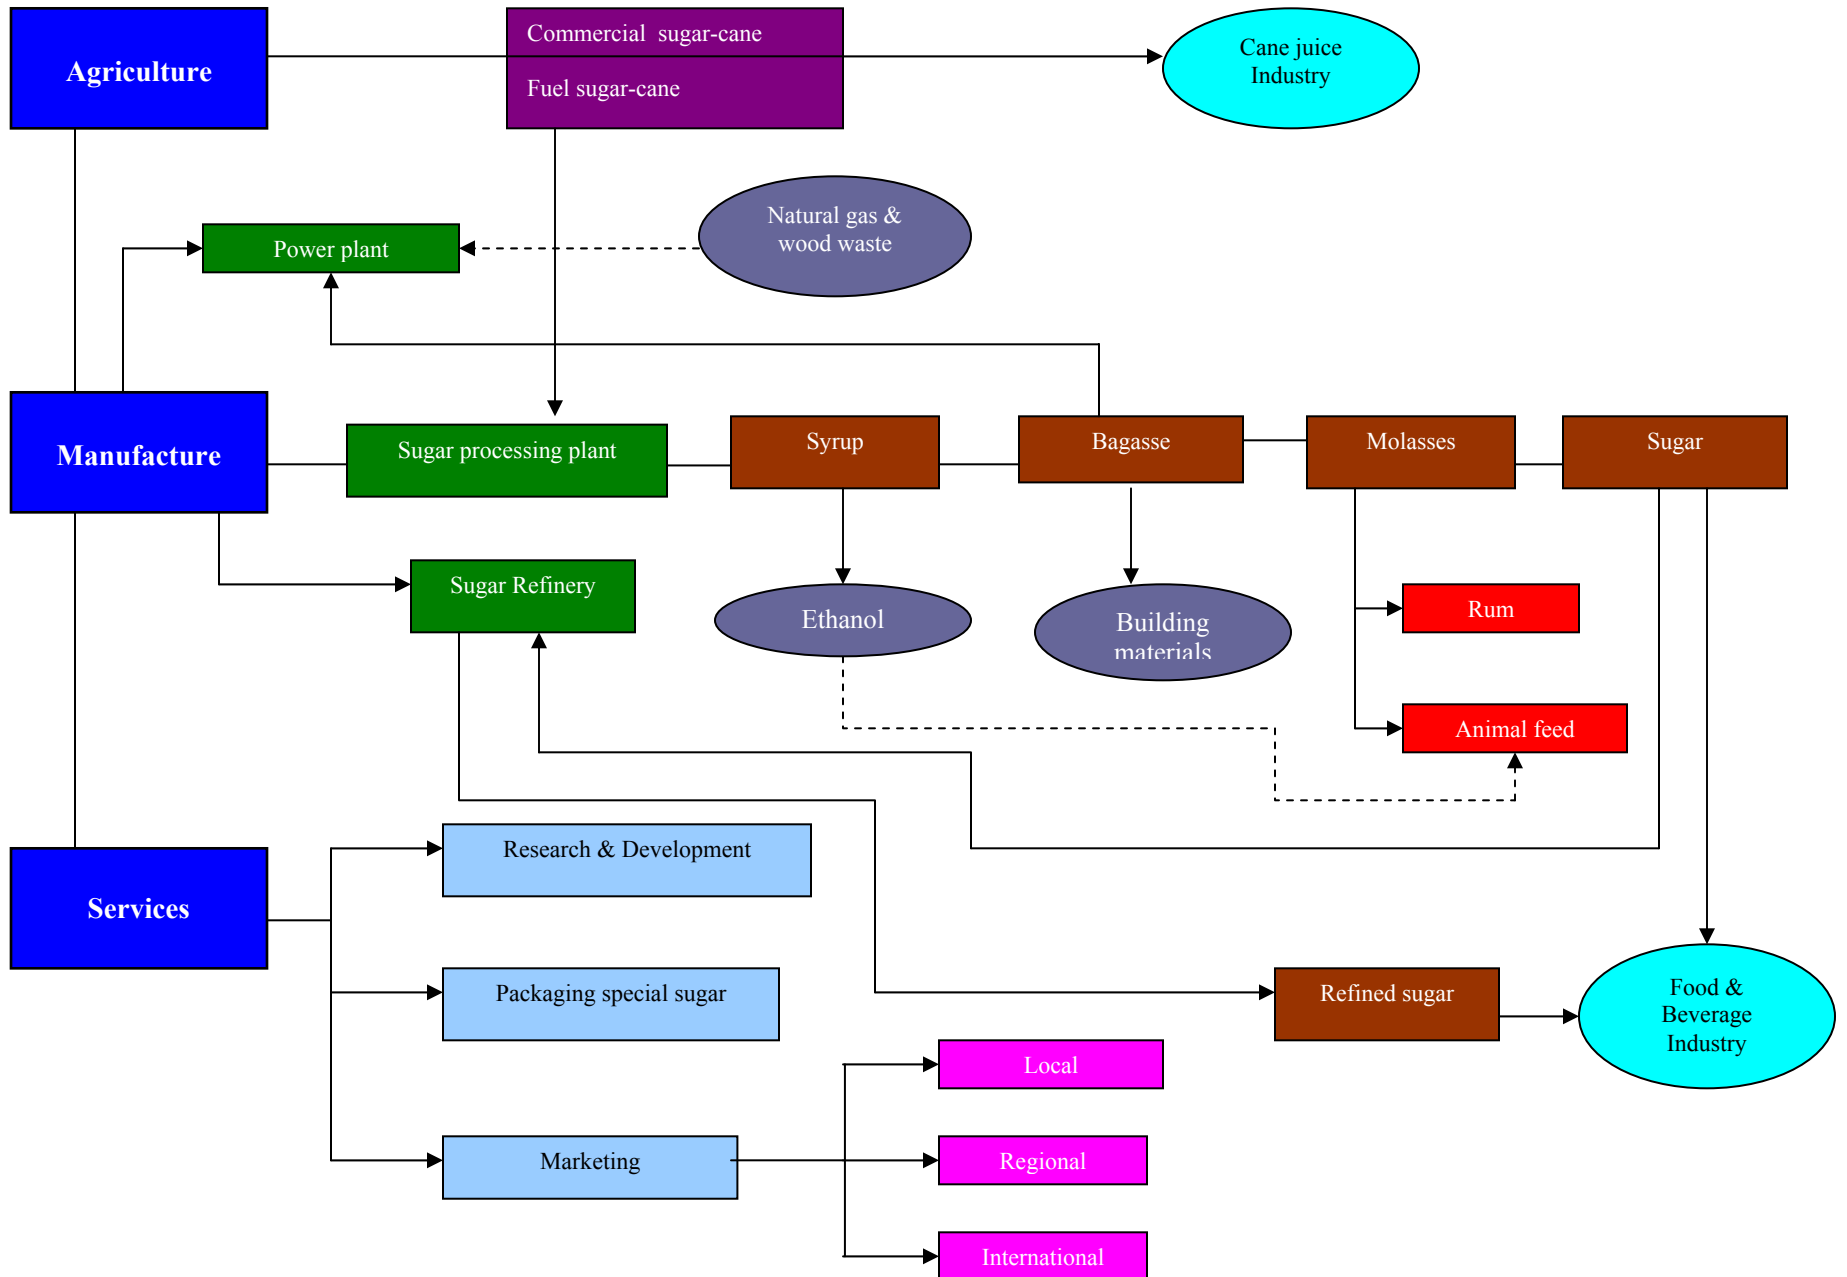 Agriculture
Commercial  sugar-cane
Fuel sugar-cane
Cane juice
Industry
Natural gas &
wood waste
Power plant
Manufacture
Sugar processing plant
Syrup
Bagasse
Molasses
Sugar
Sugar Refinery
Ethanol
Building
materials
Rum
Animal feed
Services
Research & Development
Packaging special sugar
Refined sugar
Food &
Beverage
Industry
Local
Marketing
Regional
International